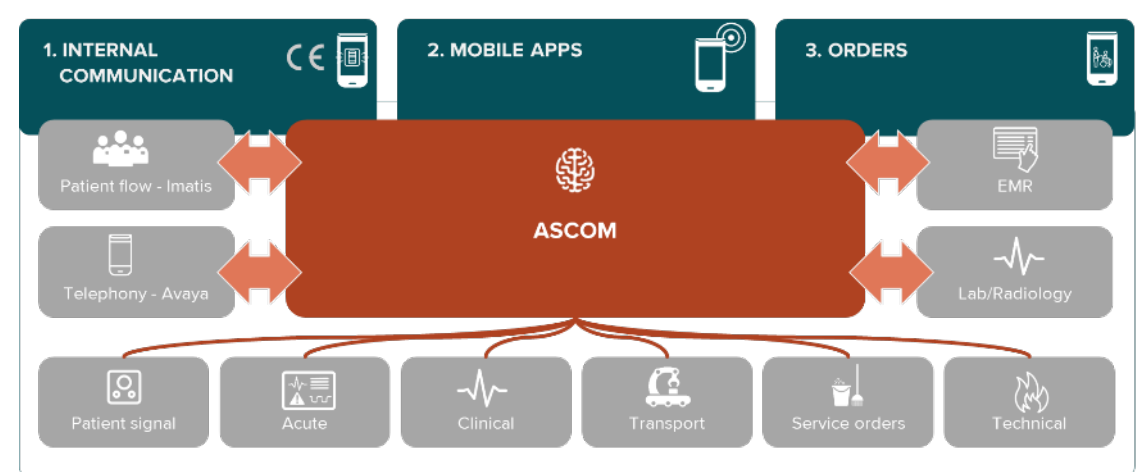 1. INTERNAL
COMMUNICATION
CE
2. MOBILE APPS
3. ORDERS
Patient flow - Imatis
EMR
ASCOM
Telephony - Avaya
Lab/Radiology
Patient signal
Acute
Clinical
Transport
Service orders
Technical